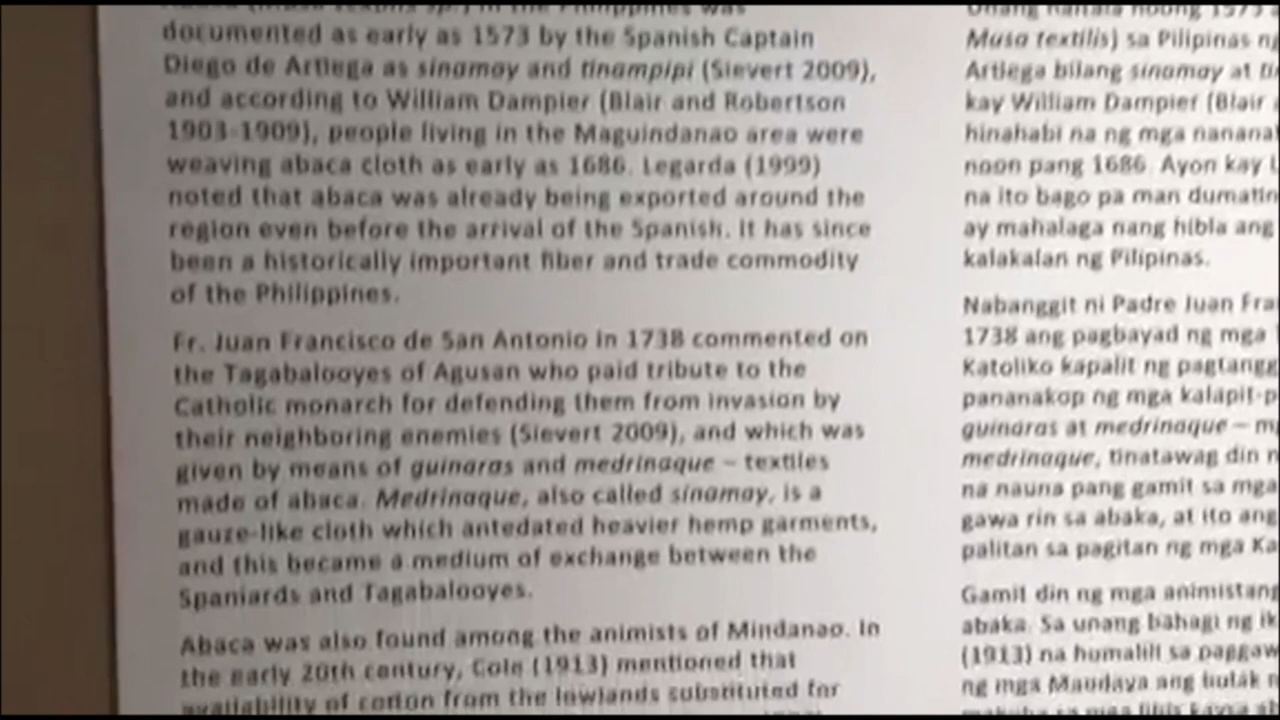 documented as early as 1573 by the Spanish Captain
Diego de Artiega as sinamay and tinampipi (Sievert 2009),
and according to William Dampier (Blair and Robertson
1903-1909), people living in the Maguindanao area were
weaving abaca cloth as early as 1686. Legarda (1999)
noted that abaca was already being exported around the
region even before the arrival of the Spanish. It has since
been a historically important fiber and trade commodity
of the Philippines.
Fr. Juan Francisco de San Antonio in 1738 commented on
the Tagabalooyes of Agusan who paid tribute to the
Catholic monarch for defending them from invasion by
their neighboring enemies (Sievert 2009), and which was
given by means of guinaras and medrinaque – textiles
made of abaca. Medrinaque, also called sinamay, is a
gauze-like cloth which antedated heavier hemp garments,
and this became a medium of exchange between the
Spaniards and Tagabalooyes.
Abaca was also found among the animists of Mindanao. In
the early 20th century, Cole (1913) mentioned that
availability of cotton from the lowlands substituted for
Unang naitala noong 1573
Musa textilis) sa Pilipinas
Artiega bilang sinamay at
kay William Dampier (Blair
hinahabi na ng mga
noon pang 1686. Ayon kay
na ito bago pa man
ay mahalaga nang hibla ang
kalakalan ng Pilipinas.
Nabanggit ni Padre Juan
1738 ang pagbayad ng mga
Katoliko kapalit ng
pananakop ng mga
guinaras at medrinaque –
medrinaque, tinatawag din
na nauna pang gamit sa mga
gawa rin sa abaka, at ito ang
palitan sa pagitan ng mga
Gamit din ng mga animistang
abaka. Sa unang bahagi ng
(1913) na humalili sa
ng mga Mandaya ang bulak